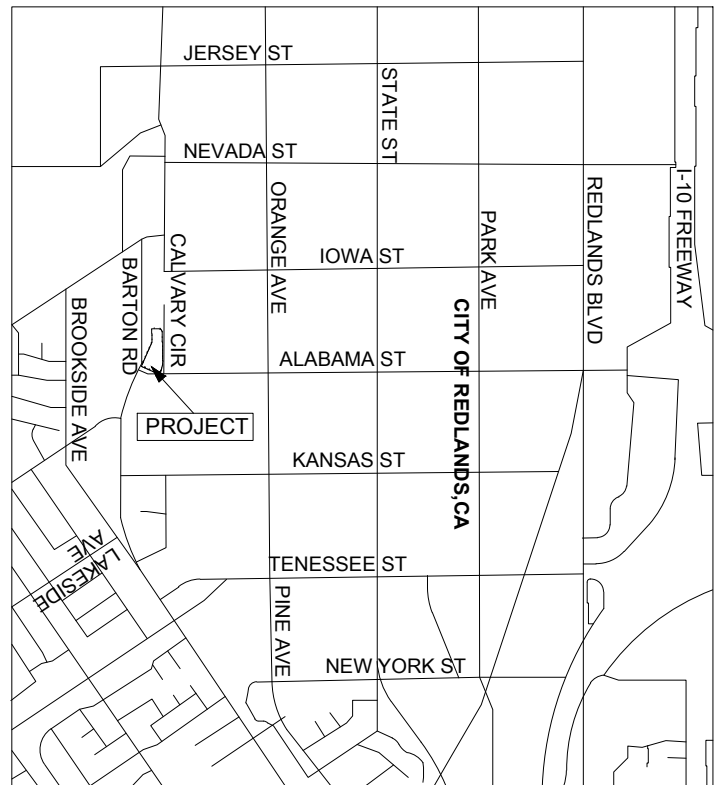 JERSEY ST
STATE ST
NEVADA ST
I-10 FREEWAY
ORANGE AVE
PARK AVE
REDLANDS BLVD
CALVARY CIR
IOWA ST
BARTON RD
BROOKSIDE AVE
CITY OF REDLANDS,CA
ALABAMA ST
PROJECT
KANSAS ST
LAKESIDE
AVE
TENESSEE ST
PINE AVE
NEW YORK ST